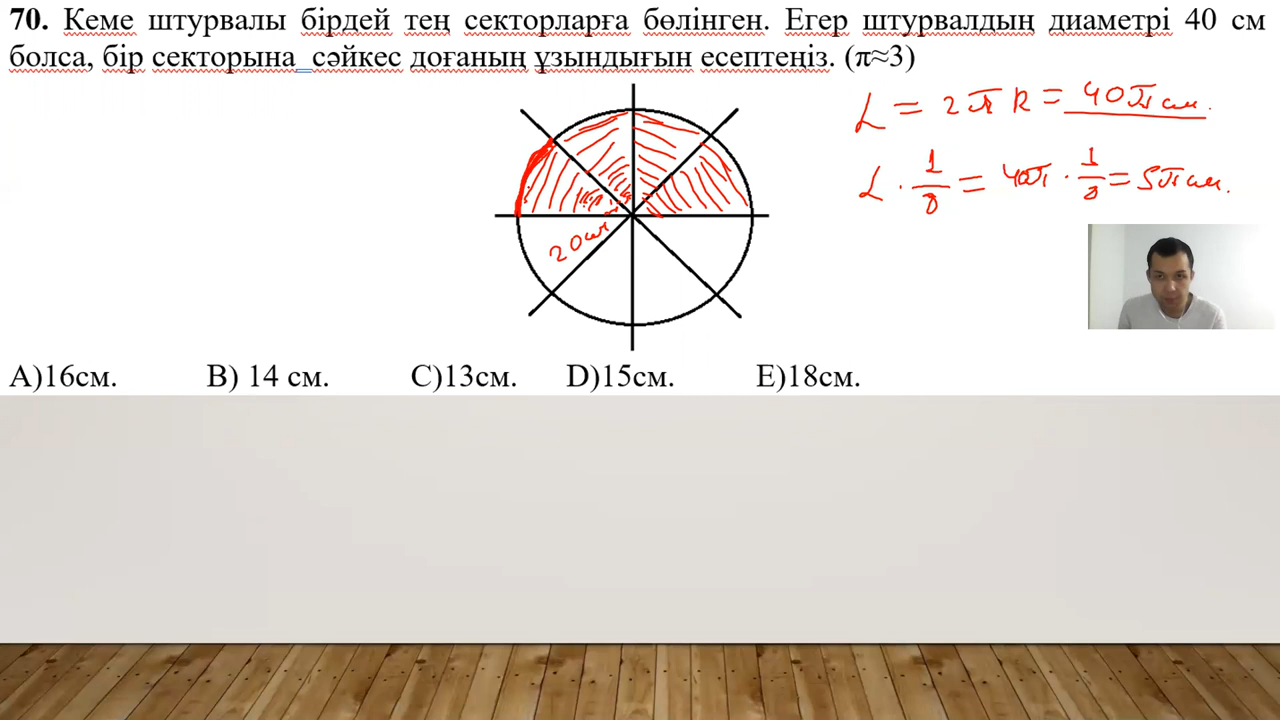 70. Кеме штурвалы бірдей тең секторларға бөлінген. Егер штурвалдың диаметрі 40 см
болса, бір секторына сәйкес доғаның ұзындығын есептеңіз. (π≈3)
L = 2πR = 40π см.
L · 1/8 = 40π · 1/8 = 5π см.
20см
A)16см. B) 14 см. C)13см. D)15см. E)18см.